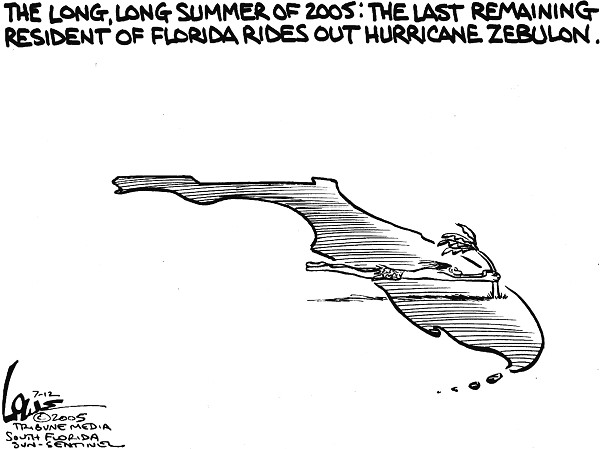 THE LONG, LONG SUMMER OF 2005: THE LAST REMAINING
RESIDENT OF FLORIDA RIDES OUT HURRICANE ZEBULON.
7-12
LOWE
©2005
TRIBUNE MEDIA
SOUTH FLORIDA
SUN-SENTINEL